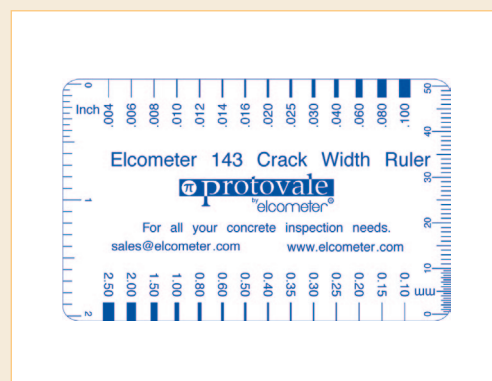 0 .004 .006 .008 .010 .012 .014 .016 .020 .025 .030 .040 .060 .080 .100 50
Inch
40
Elcometer 143 Crack Width Ruler
1 π protovale 30
by elcometer®
For all your concrete inspection needs. 20
sales@elcometer.com www.elcometer.com
10
2.50 2.00 1.50 1.00 0.80 0.60 0.50 0.40 0.35 0.30 0.25 0.20 0.15 0.10 mm
2 0